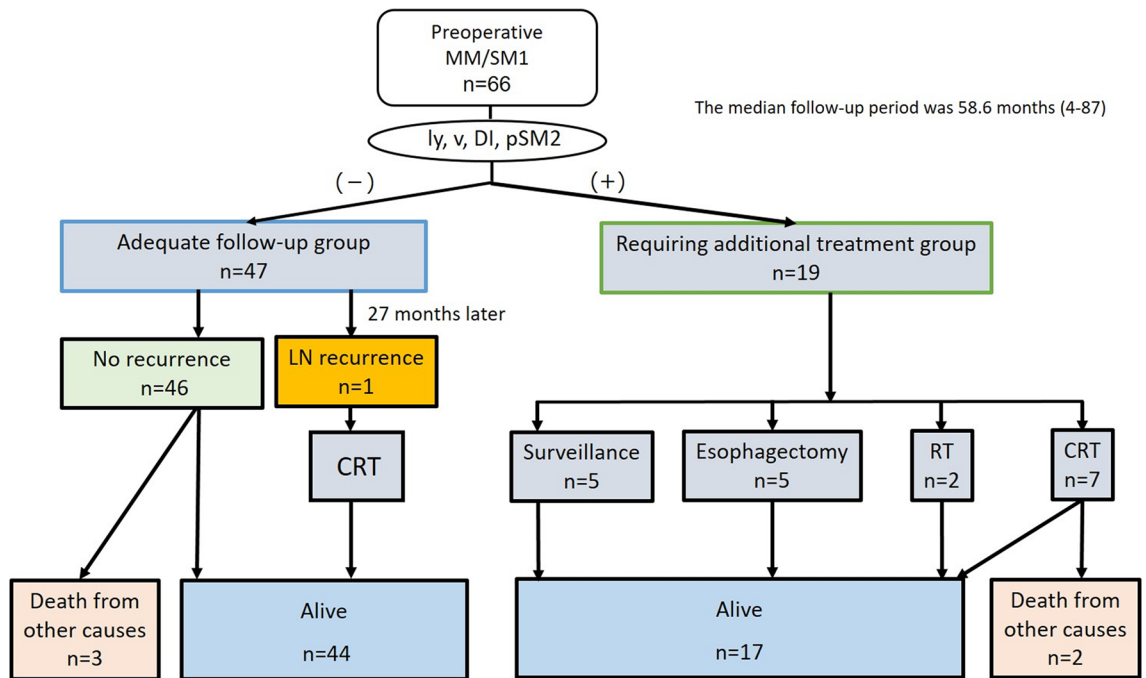 Preoperative
MM/SM1
n=66
The median follow-up period was 58.6 months (4-87)
ly, v, DI, pSM2
(－)
(+)
Adequate follow-up group
n=47
Requiring additional treatment group
n=19
27 months later
No recurrence
n=46
LN recurrence
n=1
CRT
Surveillance
n=5
Esophagectomy
n=5
RT
n=2
CRT
n=7
Death from
other causes
n=3
Alive
n=44
Alive
n=17
Death from
other causes
n=2